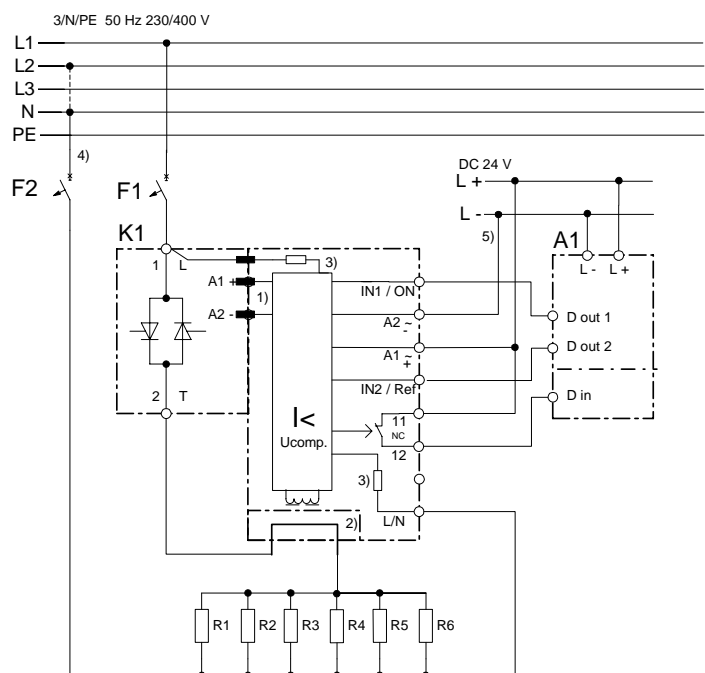 3/N/PE 50 Hz 230/400 V
L1
L2
L3
N
PE
4)
F2
F1
DC 24 V
L +
L -
5)
K1
A1
1
L
3)
L -
L +
A1 +
1)
IN1 / ON
A2 -
A2 ~
-
D out 1
A1 ~
+
D out 2
IN2 / Ref
2
T
I<
Ucomp.
11
NC
12
D in
3)
2)
L/N
R1
R2
R3
R4
R5
R6